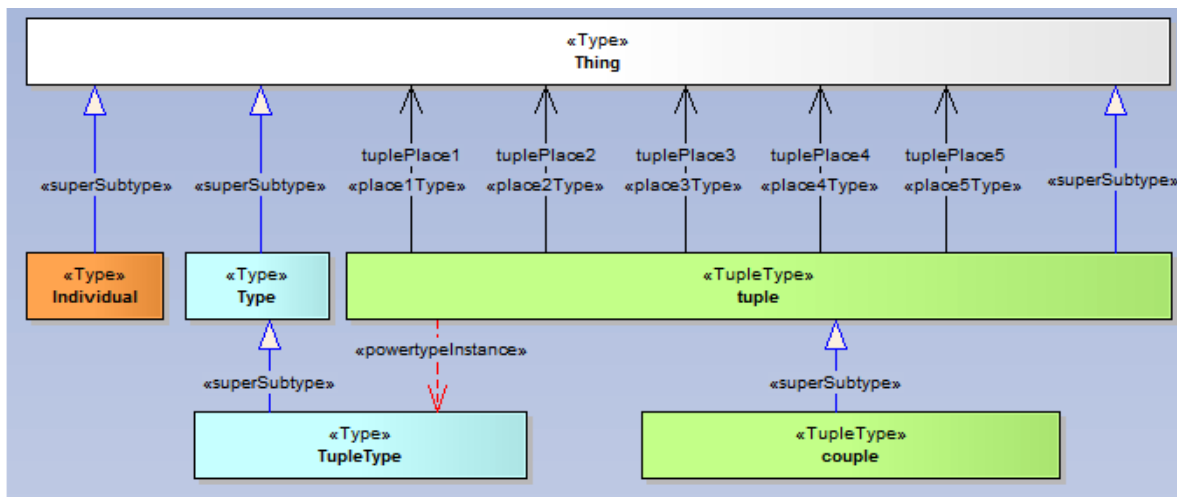 «Type»
Thing
tuplePlace1 tuplePlace2 tuplePlace3 tuplePlace4 tuplePlace5
«superSubtype» «superSubtype» «place1Type» «place2Type» «place3Type» «place4Type» «place5Type» «superSubtype»
«Type» «Type» «TupleType»
Individual Type tuple
«powertypeInstance»
«superSubtype» «superSubtype»
«Type» «TupleType»
TupleType couple